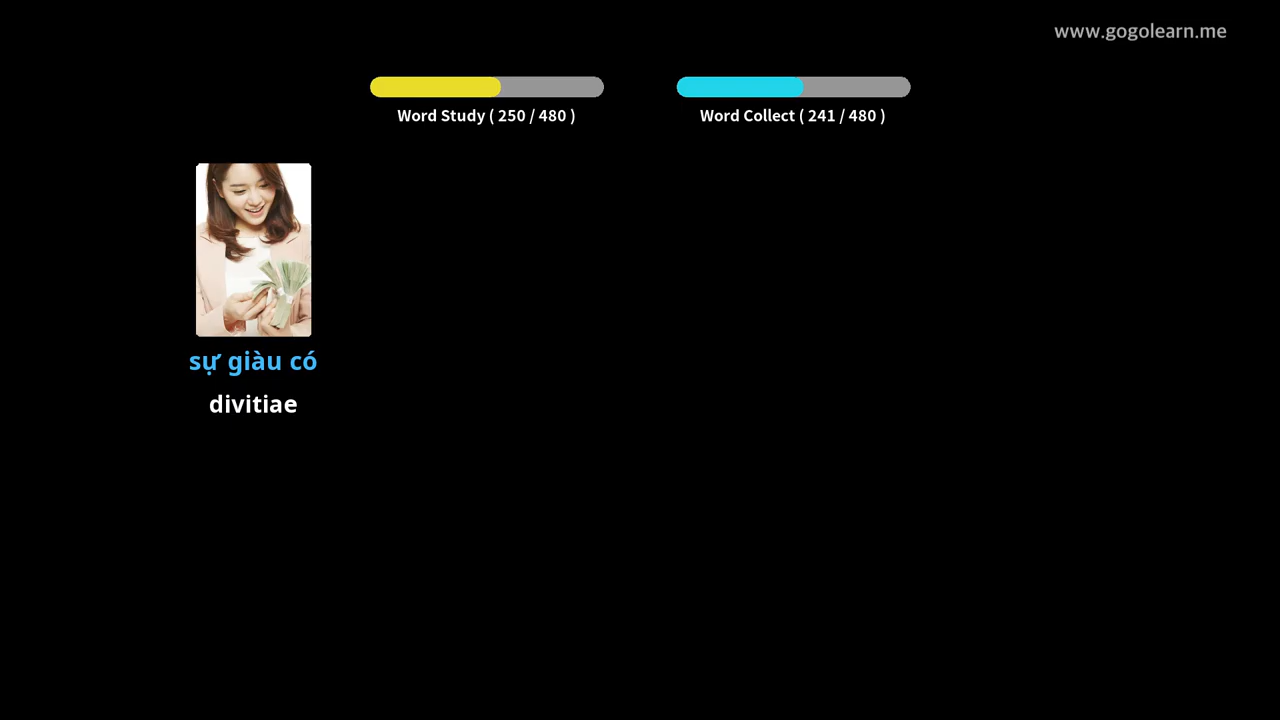 www.gogolearn.me
Word Study ( 250 / 480 )
Word Collect ( 241 / 480 )
sự giàu có
divitiae